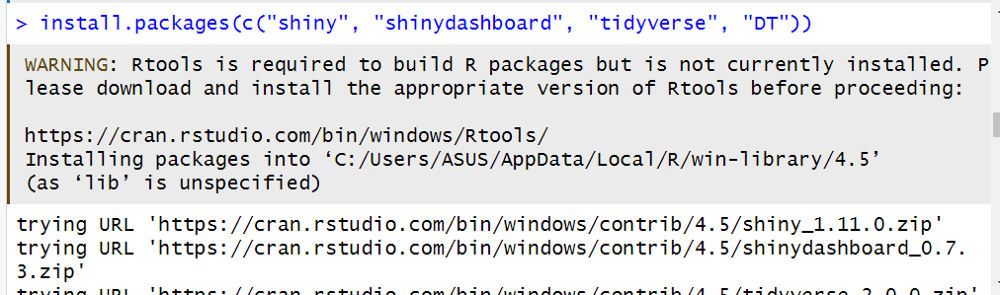 > install.packages(c("shiny", "shinydashboard", "tidyverse", "DT"))
WARNING: Rtools is required to build R packages but is not currently installed. P
lease download and install the appropriate version of Rtools before proceeding:
https://cran.rstudio.com/bin/windows/Rtools/
Installing packages into ‘C:/Users/ASUS/AppData/Local/R/win-library/4.5’
(as ‘lib’ is unspecified)
trying URL 'https://cran.rstudio.com/bin/windows/contrib/4.5/shiny_1.11.0.zip'
trying URL 'https://cran.rstudio.com/bin/windows/contrib/4.5/shinydashboard_0.7.
3.zip'
trying URL 'https://cran.rstudio.com/bin/windows/contrib/4.5/tidyverse_2.0.0.zip'